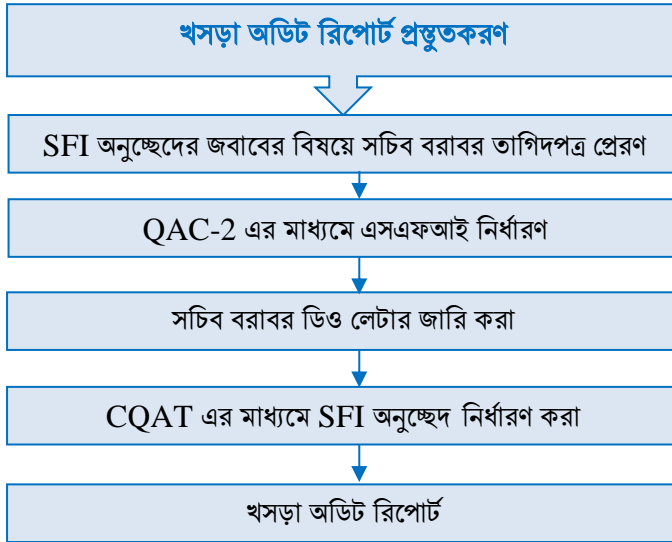 খসড়া অডিট রিপোর্ট প্রস্তুতকরণ
SFI অনুচ্ছেদের জবাবের বিষয়ে সচিব বরাবর তাগিদপত্র প্রেরণ
QAC-2 এর মাধ্যমে এসএফআই নির্ধারণ
সচিব বরাবর ডিও লেটার জারি করা
CQAT এর মাধ্যমে SFI অনুচ্ছেদ নির্ধারণ করা
খসড়া অডিট রিপোর্ট